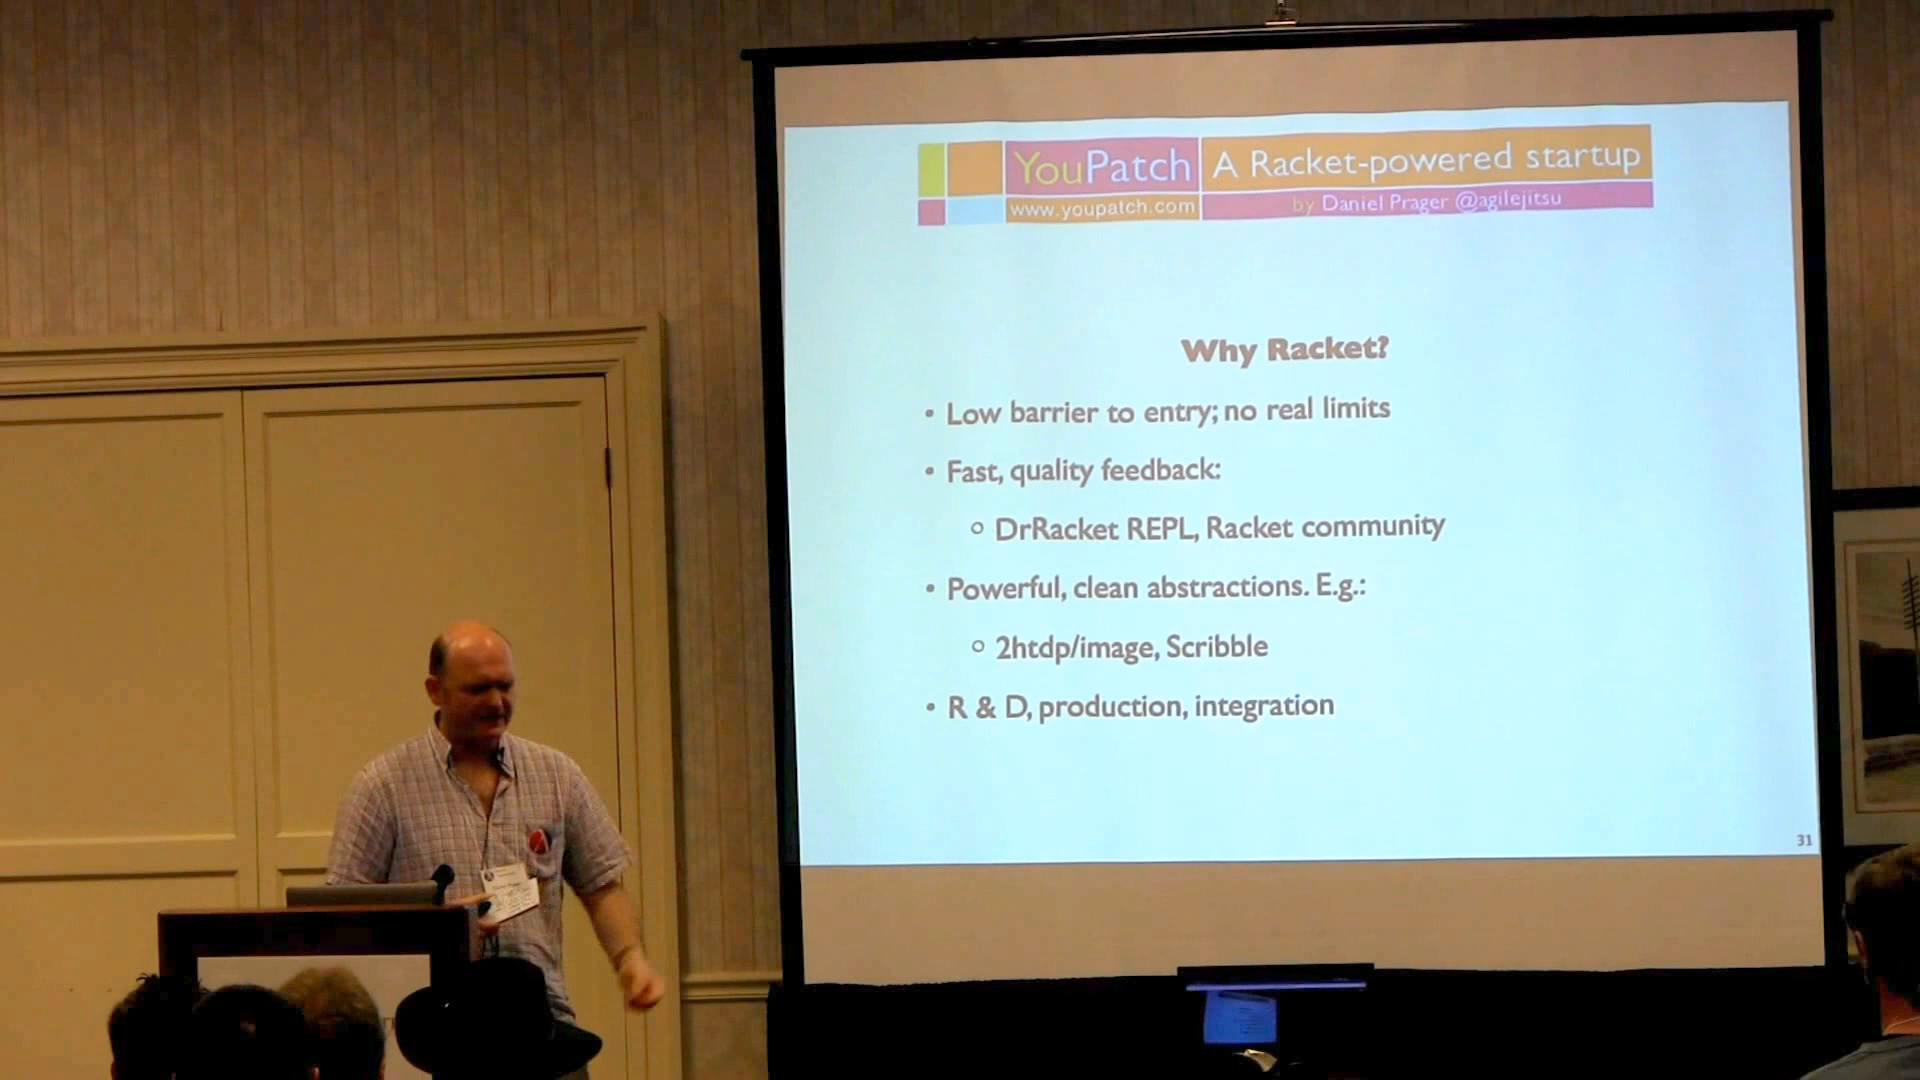 YouPatch
A Racket-powered startup
www.youpatch.com
by Daniel Prager @agilejitsu
Why Racket?
• Low barrier to entry; no real limits
• Fast, quality feedback:
○ DrRacket REPL, Racket community
• Powerful, clean abstractions. E.g.:
○ 2htdp/image, Scribble
• R & D, production, integration
31